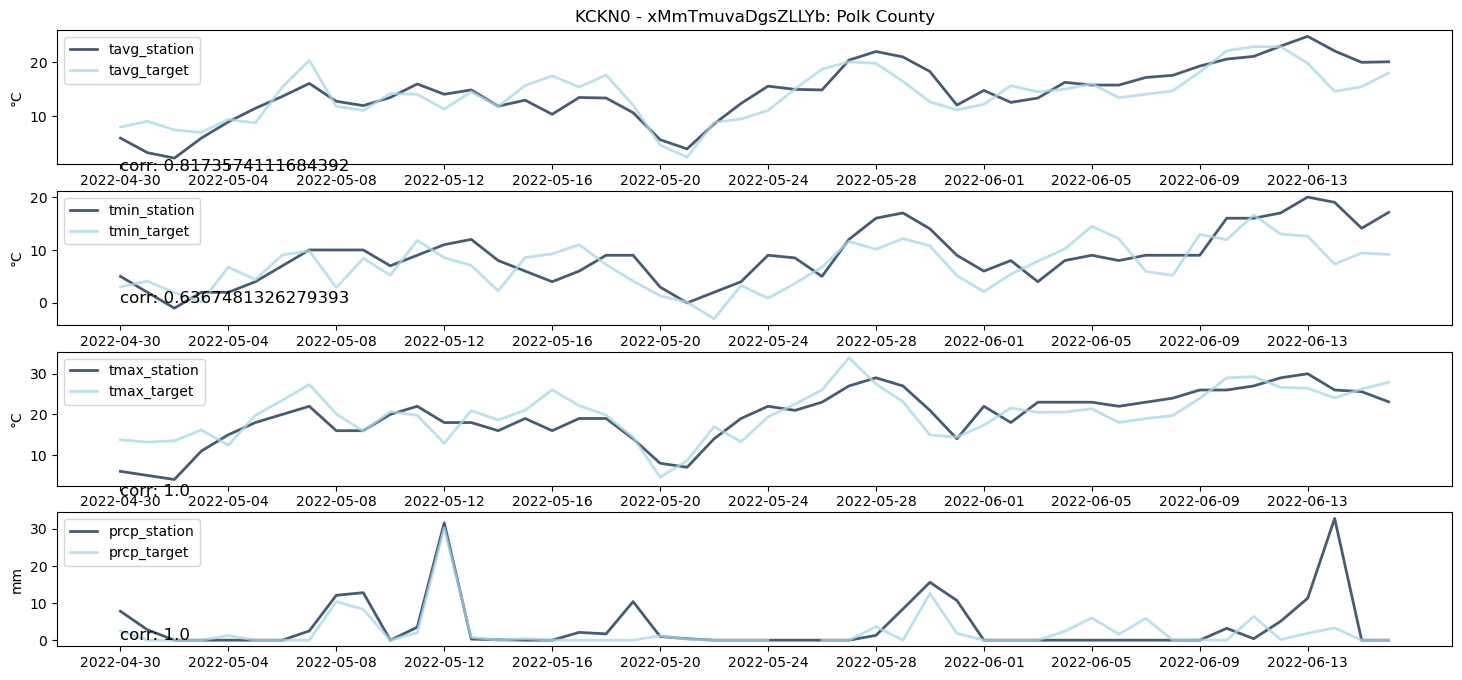 KCKN0 - xMmTmuvaDgsZLLYb: Polk County
tavg_station
tavg_target
20
10
°C
corr: 0.8173574111684392
2022-04-30 2022-05-04 2022-05-08 2022-05-12 2022-05-16 2022-05-20 2022-05-24 2022-05-28 2022-06-01 2022-06-05 2022-06-09 2022-06-13
tmin_station
tmin_target
20
10
0
°C
corr: 0.6367481326279393
2022-04-30 2022-05-04 2022-05-08 2022-05-12 2022-05-16 2022-05-20 2022-05-24 2022-05-28 2022-06-01 2022-06-05 2022-06-09 2022-06-13
tmax_station
tmax_target
30
20
10
°C
corr: 1.0
2022-04-30 2022-05-04 2022-05-08 2022-05-12 2022-05-16 2022-05-20 2022-05-24 2022-05-28 2022-06-01 2022-06-05 2022-06-09 2022-06-13
prcp_station
prcp_target
30
20
10
0
mm
corr: 1.0
2022-04-30 2022-05-04 2022-05-08 2022-05-12 2022-05-16 2022-05-20 2022-05-24 2022-05-28 2022-06-01 2022-06-05 2022-06-09 2022-06-13